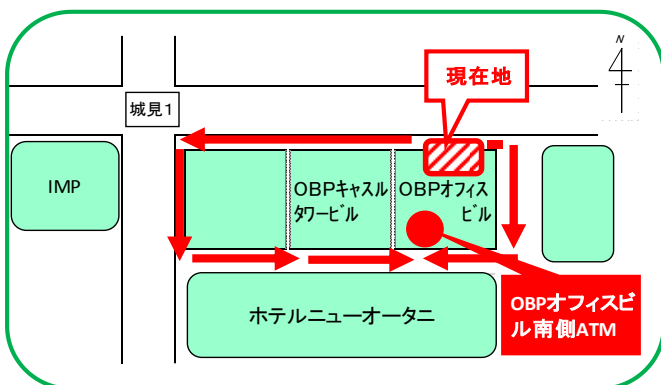 N
現在地
城見1
IMP
OBPキャスル
タワービル
OBPオフィス
ビル
OBPオフィスビ
ル南側ATM
ホテルニューオータニ